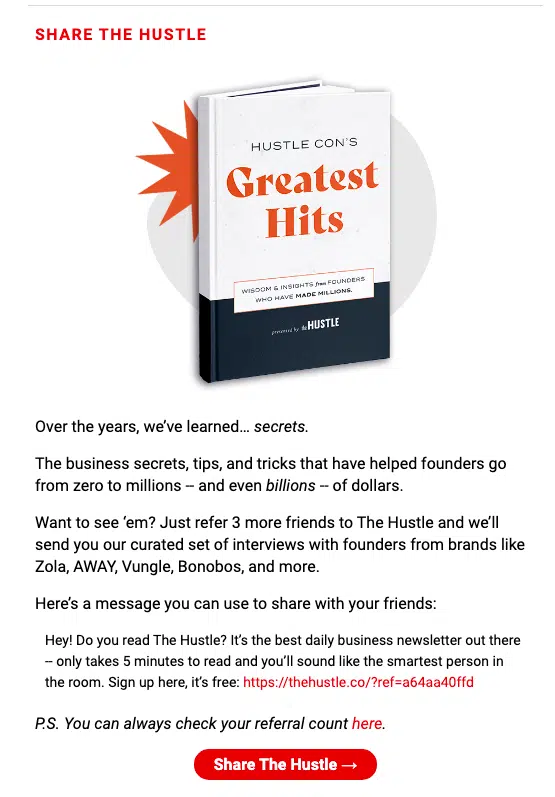 SHARE THE HUSTLE
HUSTLE CON'S
Greatest
Hits
WISDOM & INSIGHTS from FOUNDERS
WHO HAVE MADE MILLIONS.
presented by the HUSTLE
Over the years, we’ve learned… secrets.
The business secrets, tips, and tricks that have helped founders go
from zero to millions -- and even billions -- of dollars.
Want to see ‘em? Just refer 3 more friends to The Hustle and we’ll
send you our curated set of interviews with founders from brands like
Zola, AWAY, Vungle, Bonobos, and more.
Here’s a message you can use to share with your friends:
Hey! Do you read The Hustle? It’s the best daily business newsletter out there
-- only takes 5 minutes to read and you’ll sound like the smartest person in
the room. Sign up here, it’s free: https://thehustle.co/?ref=a64aa40ffd
P.S. You can always check your referral count here.
Share The Hustle →